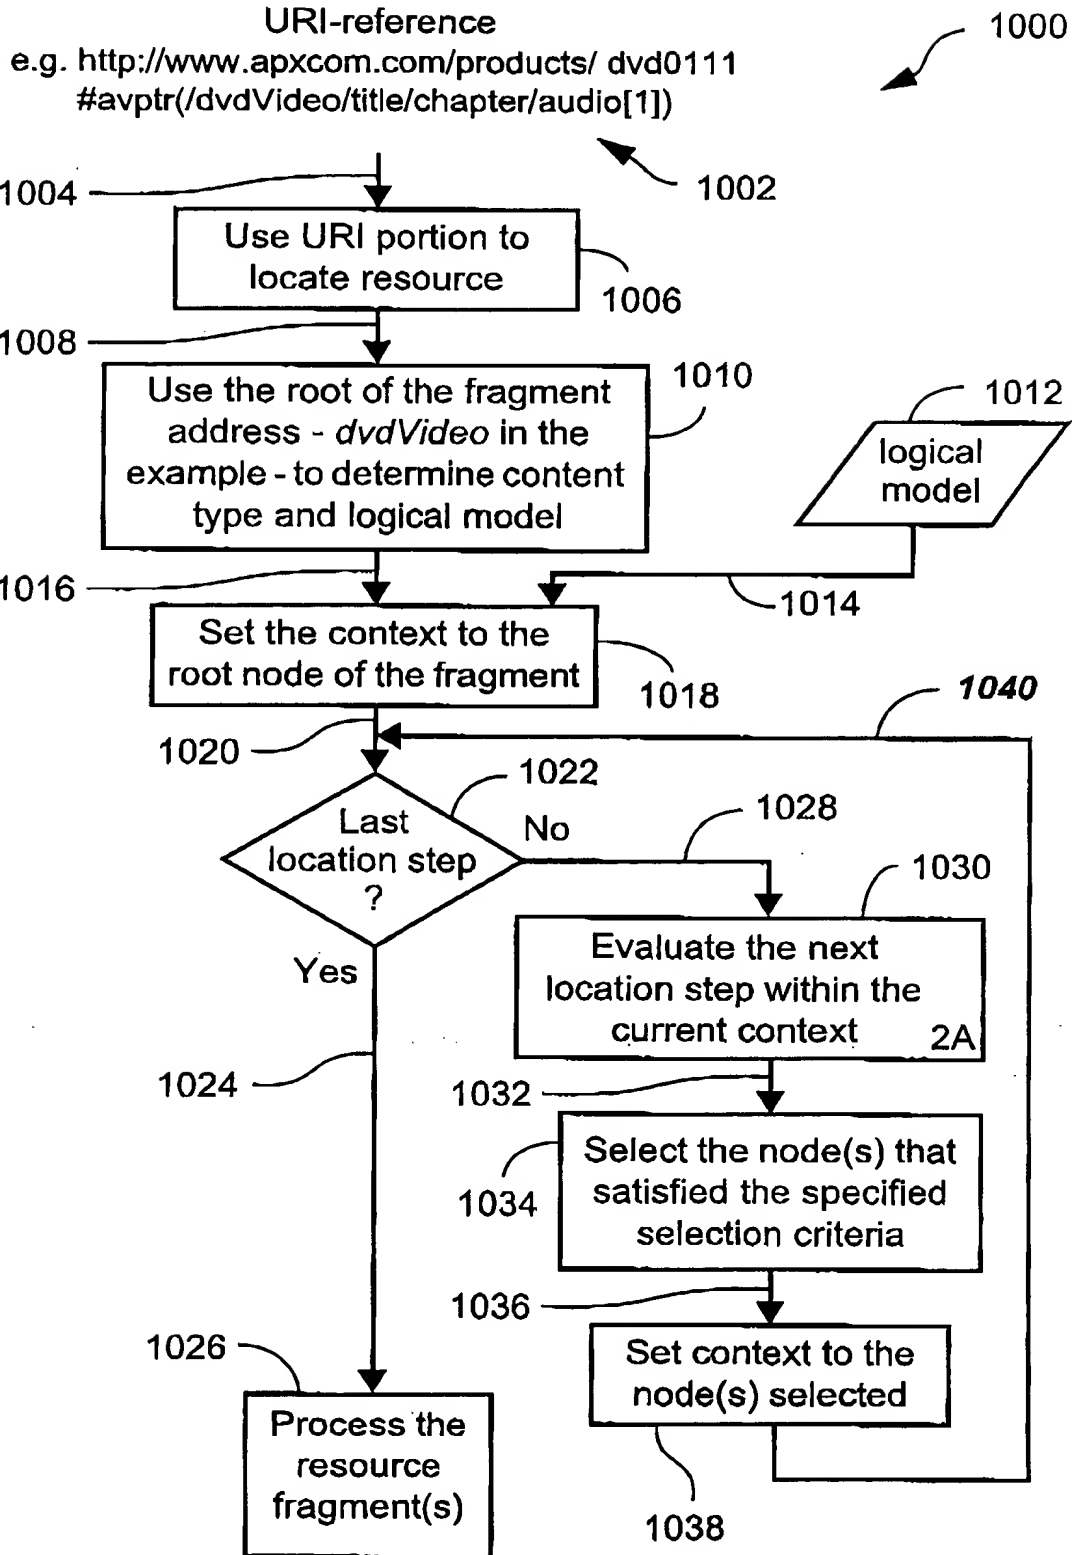 URI-reference
1000
e.g. http://www.apxcom.com/products/ dvd0111
#avptr(/dvdVideo/title/chapter/audio[1])
1002
1004
Use URI portion to
locate resource
1006
1008
Use the root of the fragment
address - dvdVideo in the
example - to determine content
type and logical model
1010
1012
logical
model
1016
1014
Set the context to the
root node of the fragment
1018
1040
1020
1022
Last
location step
?
No
1028
Yes
1030
Evaluate the next
location step within the
current context
2A
1024
1032
Select the node(s) that
satisfied the specified
selection criteria
1034
1036
1026
Set context to the
node(s) selected
Process the
resource
fragment(s)
1038